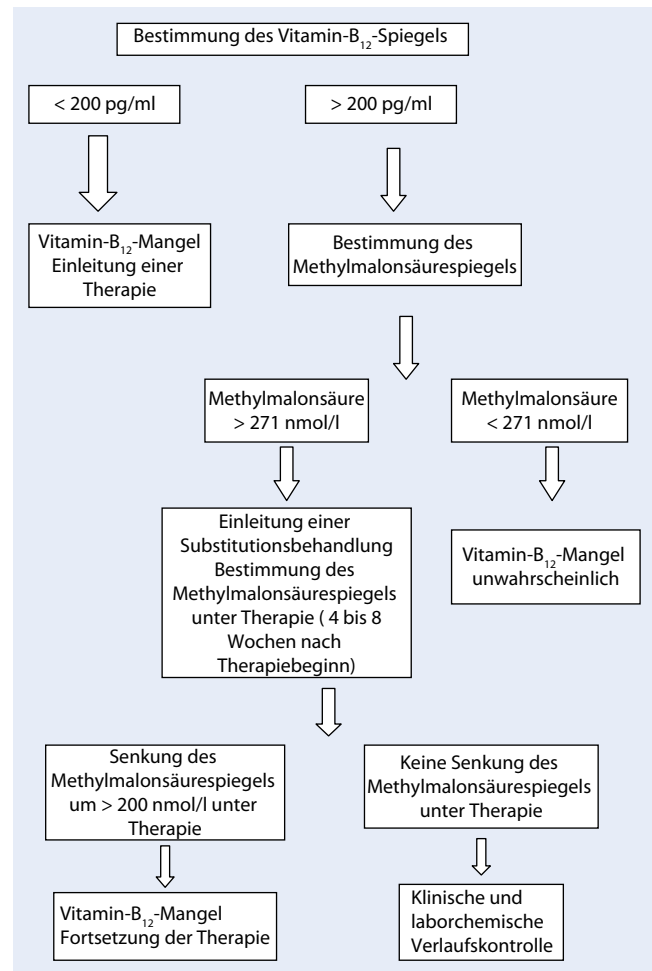 Bestimmung des Vitamin-B₁₂-Spiegels
< 200 pg/ml
> 200 pg/ml
Vitamin-B₁₂-Mangel
Einleitung einer
Therapie
Bestimmung des
Methylmalonsäurespiegels
Methylmalonsäure
> 271 nmol/l
Methylmalonsäure
< 271 nmol/l
Einleitung einer
Substitutionsbehandlung
Bestimmung des
Methylmalonsäurespiegels
unter Therapie ( 4 bis 8
Wochen nach
Therapiebeginn)
Vitamin-B₁₂-Mangel
unwahrscheinlich
Senkung des
Methylmalonsäurespiegels
um > 200 nmol/l unter
Therapie
Keine Senkung des
Methylmalonsäurespiegels
unter Therapie
Vitamin-B₁₂-Mangel
Fortsetzung der Therapie
Klinische und
laborchemische
Verlaufskontrolle